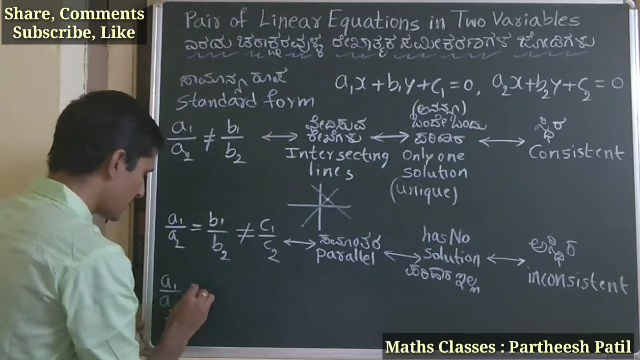 Share, Comments
Subscribe, Like
Pair of Linear Equations in Two Variables
ಎರಡು ಚರಾಕ್ಷರವುಳ್ಳ ರೇಖಾತ್ಮಕ ಸಮೀಕರಣಗಳ ಜೋಡಿಗಳು
ಸಾಮಾನ್ಯ ರೂಪ
Standard form
a₁x+b₁y+c₁=0, a₂x+b₂y+c₂=0
a₁/a₂ ≠ b₁/b₂ ↔ ಛೇದಿಸುವ ರೇಖೆಗಳು ↔ (ಅನನ್ಯ) ಒಂದೇ ಒಂದು ಪರಿಹಾರ ↔ ಸ್ಥಿರ
Intersecting lines only one solution (unique) Consistent
a₁/a₂ = b₁/b₂ ≠ c₁/c₂ ↔ ಸಮಾಂತರ ↔ has No solution ↔ ಅಸ್ಥಿರ
parallel ಪರಿಹಾರ ಇಲ್ಲ inconsistent
a₁/a
Maths Classes : Partheesh Patil